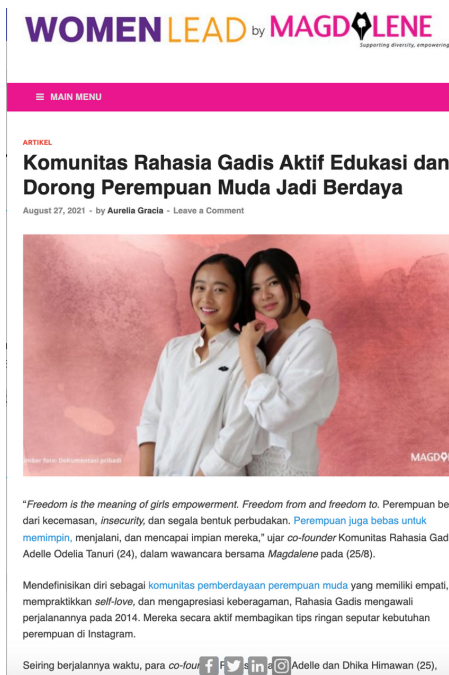 WOMEN LEAD by MAGDALENE
Supporting diversity, empowering
MAIN MENU
ARTIKEL
Komunitas Rahasia Gadis Aktif Edukasi dan
Dorong Perempuan Muda Jadi Berdaya
August 27, 2021 - by Aurelia Gracia - Leave a Comment
foto: Dokumentasi pribadi
MAGD
“Freedom is the meaning of girls empowerment. Freedom from and freedom to. Perempuan be
dari kecemasan, insecurity, dan segala bentuk perbudakan. Perempuan juga bebas untuk
memimpin, menjalani, dan mencapai impian mereka,” ujar co-founder Komunitas Rahasia Gad
Adelle Odelia Tanuri (24), dalam wawancara bersama Magdalene pada (25/8).
Mendefinisikan diri sebagai komunitas pemberdayaan perempuan muda yang memiliki empati,
mempraktikkan self-love, dan mengapresiasi keberagaman, Rahasia Gadis mengawali
perjalanannya pada 2014. Mereka secara aktif membagikan tips ringan seputar kebutuhan
perempuan di Instagram.
Seiring berjalannya waktu, para co-four Adelle dan Dhika Himawan (25),